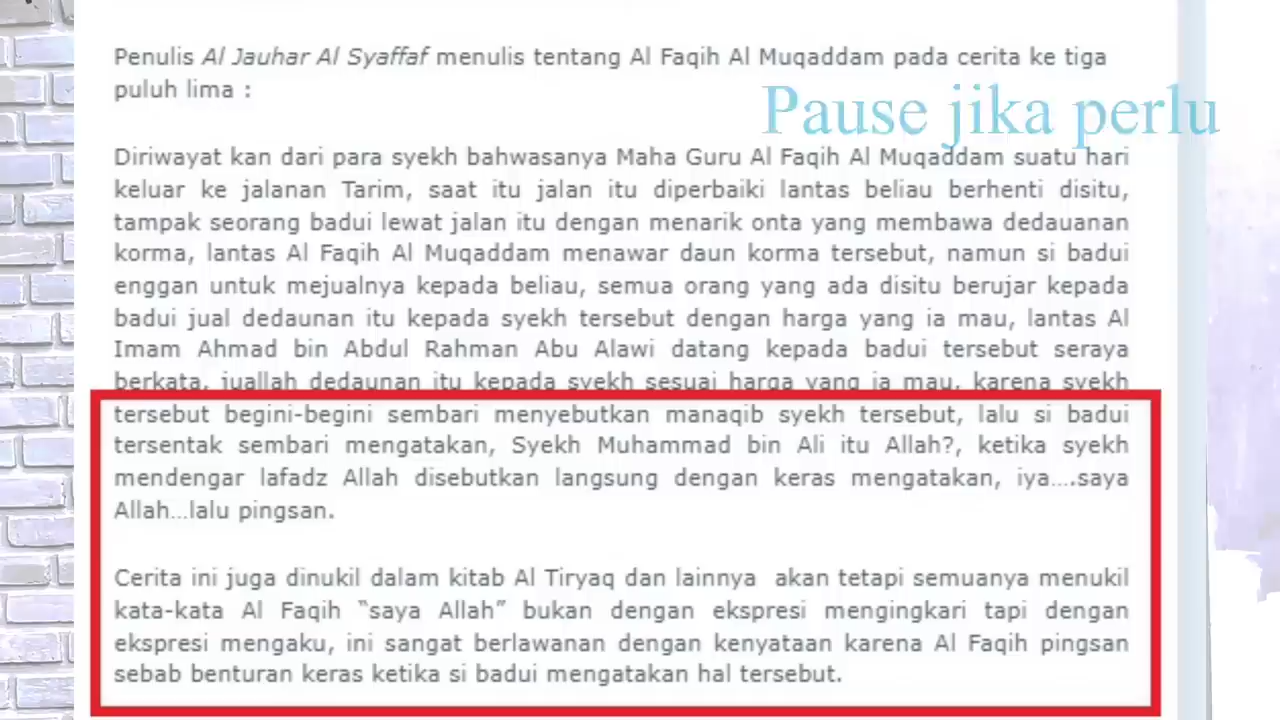 Penulis Al Jauhar Al Syaffaf menulis tentang Al Faqih Al Muqaddam pada cerita ke tiga
puluh lima :
Pause jika perlu
Diriwayat kan dari para syekh bahwasanya Maha Guru Al Faqih Al Muqaddam suatu hari
keluar ke jalanan Tarim, saat itu jalan itu diperbaiki lantas beliau berhenti disitu,
tampak seorang badui lewat jalan itu dengan menarik onta yang membawa dedauanan
korma, lantas Al Faqih Al Muqaddam menawar daun korma tersebut, namun si badui
enggan untuk mejualnya kepada beliau, semua orang yang ada disitu berujar kepada
badui jual dedaunan itu kepada syekh tersebut dengan harga yang ia mau, lantas Al
Imam Ahmad bin Abdul Rahman Abu Alawi datang kepada badui tersebut seraya
berkata, juallah dedaunan itu kepada syekh sesuai harga yang ia mau, karena syekh
tersebut begini-begini sembari menyebutkan manaqib syekh tersebut, lalu si badui
tersentak sembari mengatakan, Syekh Muhammad bin Ali itu Allah?, ketika syekh
mendengar lafadz Allah disebutkan langsung dengan keras mengatakan, iya….saya
Allah…lalu pingsan.
Cerita ini juga dinukil dalam kitab Al Tiryaq dan lainnya akan tetapi semuanya menukil
kata-kata Al Faqih “saya Allah” bukan dengan ekspresi mengingkari tapi dengan
ekspresi mengaku, ini sangat berlawanan dengan kenyataan karena Al Faqih pingsan
sebab benturan keras ketika si badui mengatakan hal tersebut.